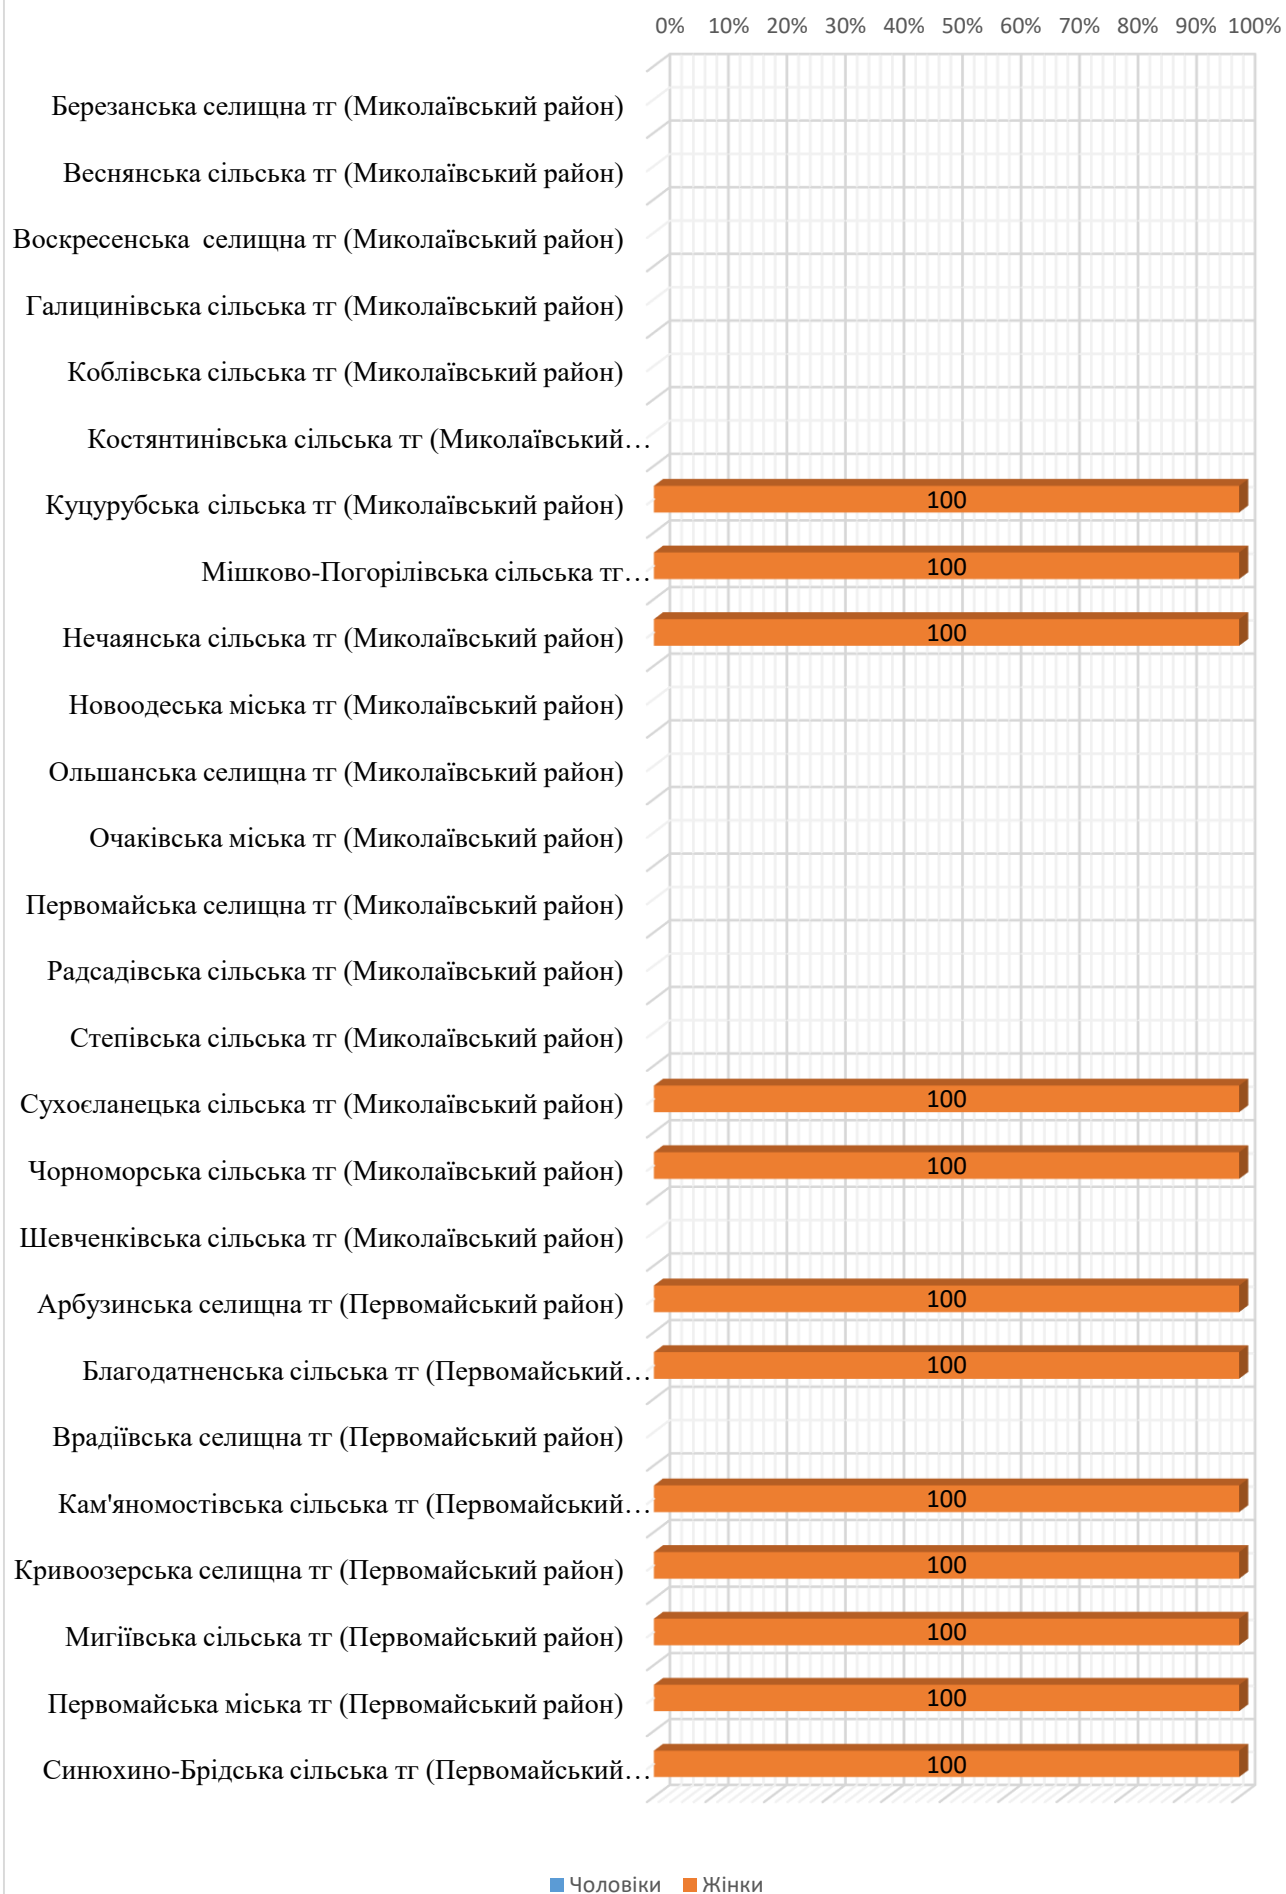 0% 10% 20% 30% 40% 50% 60% 70% 80% 90% 100%
Березанська селищна тг (Миколаївський район)
Веснянська сільська тг (Миколаївський район)
Воскресенська селищна тг (Миколаївський район)
Галицинівська сільська тг (Миколаївський район)
Коблівська сільська тг (Миколаївський район)
Костянтинівська сільська тг (Миколаївський…
Куцурубська сільська тг (Миколаївський район) 100
Мішково-Погорілівська сільська тг… 100
Нечаянська сільська тг (Миколаївський район) 100
Новоодеська міська тг (Миколаївський район)
Ольшанська селищна тг (Миколаївський район)
Очаківська міська тг (Миколаївський район)
Первомайська селищна тг (Миколаївський район)
Радсадівська сільська тг (Миколаївський район)
Степівська сільська тг (Миколаївський район)
Сухоєланецька сільська тг (Миколаївський район) 100
Чорноморська сільська тг (Миколаївський район) 100
Шевченківська сільська тг (Миколаївський район)
Арбузинська селищна тг (Первомайський район) 100
Благодатненська сільська тг (Первомайський… 100
Врадіївська селищна тг (Первомайський район)
Кам'яномостівська сільська тг (Первомайський… 100
Кривоозерська селищна тг (Первомайський район) 100
Мигіївська сільська тг (Первомайський район) 100
Первомайська міська тг (Первомайський район) 100
Синюхино-Брідська сільська тг (Первомайський… 100
Чоловіки Жінки